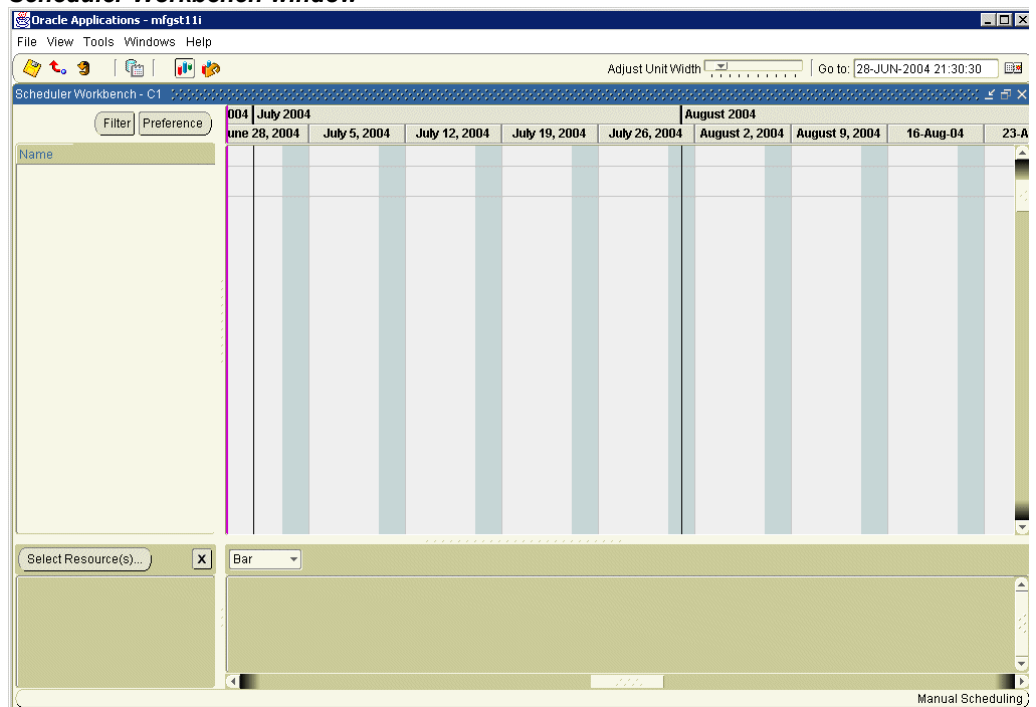 Scheduler Workbench window
Oracle Applications - mfgst11i
File View Tools Windows Help
Adjust Unit Width Go to: 28-JUN-2004 21:30:30
Scheduler Workbench - C1
Filter Preference
004 July 2004 August 2004
une 28, 2004 July 5, 2004 July 12, 2004 July 19, 2004 July 26, 2004 August 2, 2004 August 9, 2004 16-Aug-04 23-A
Name
Select Resource(s)... X Bar
Manual Scheduling